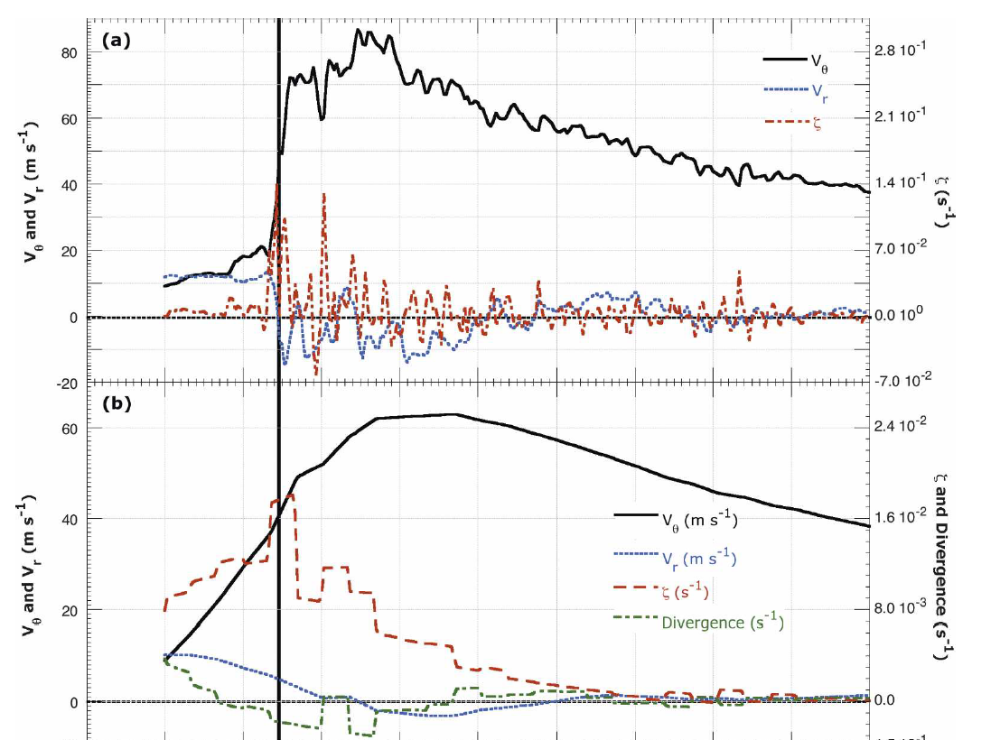 (a)
80
60
40
20
0
-20
V_θ and V_r (m s⁻¹)
V_θ
V_r
ζ
2.8 10⁻¹
2.1 10⁻¹
1.4 10⁻¹
7.0 10⁻²
0.0 10⁰
-7.0 10⁻²
ζ (s⁻¹)
(b)
60
40
20
0
V_θ and V_r (m s⁻¹)
V_θ (m s⁻¹)
V_r (m s⁻¹)
ζ (s⁻¹)
Divergence (s⁻¹)
2.4 10⁻²
1.6 10⁻²
8.0 10⁻³
0.0
ζ and Divergence (s⁻¹)